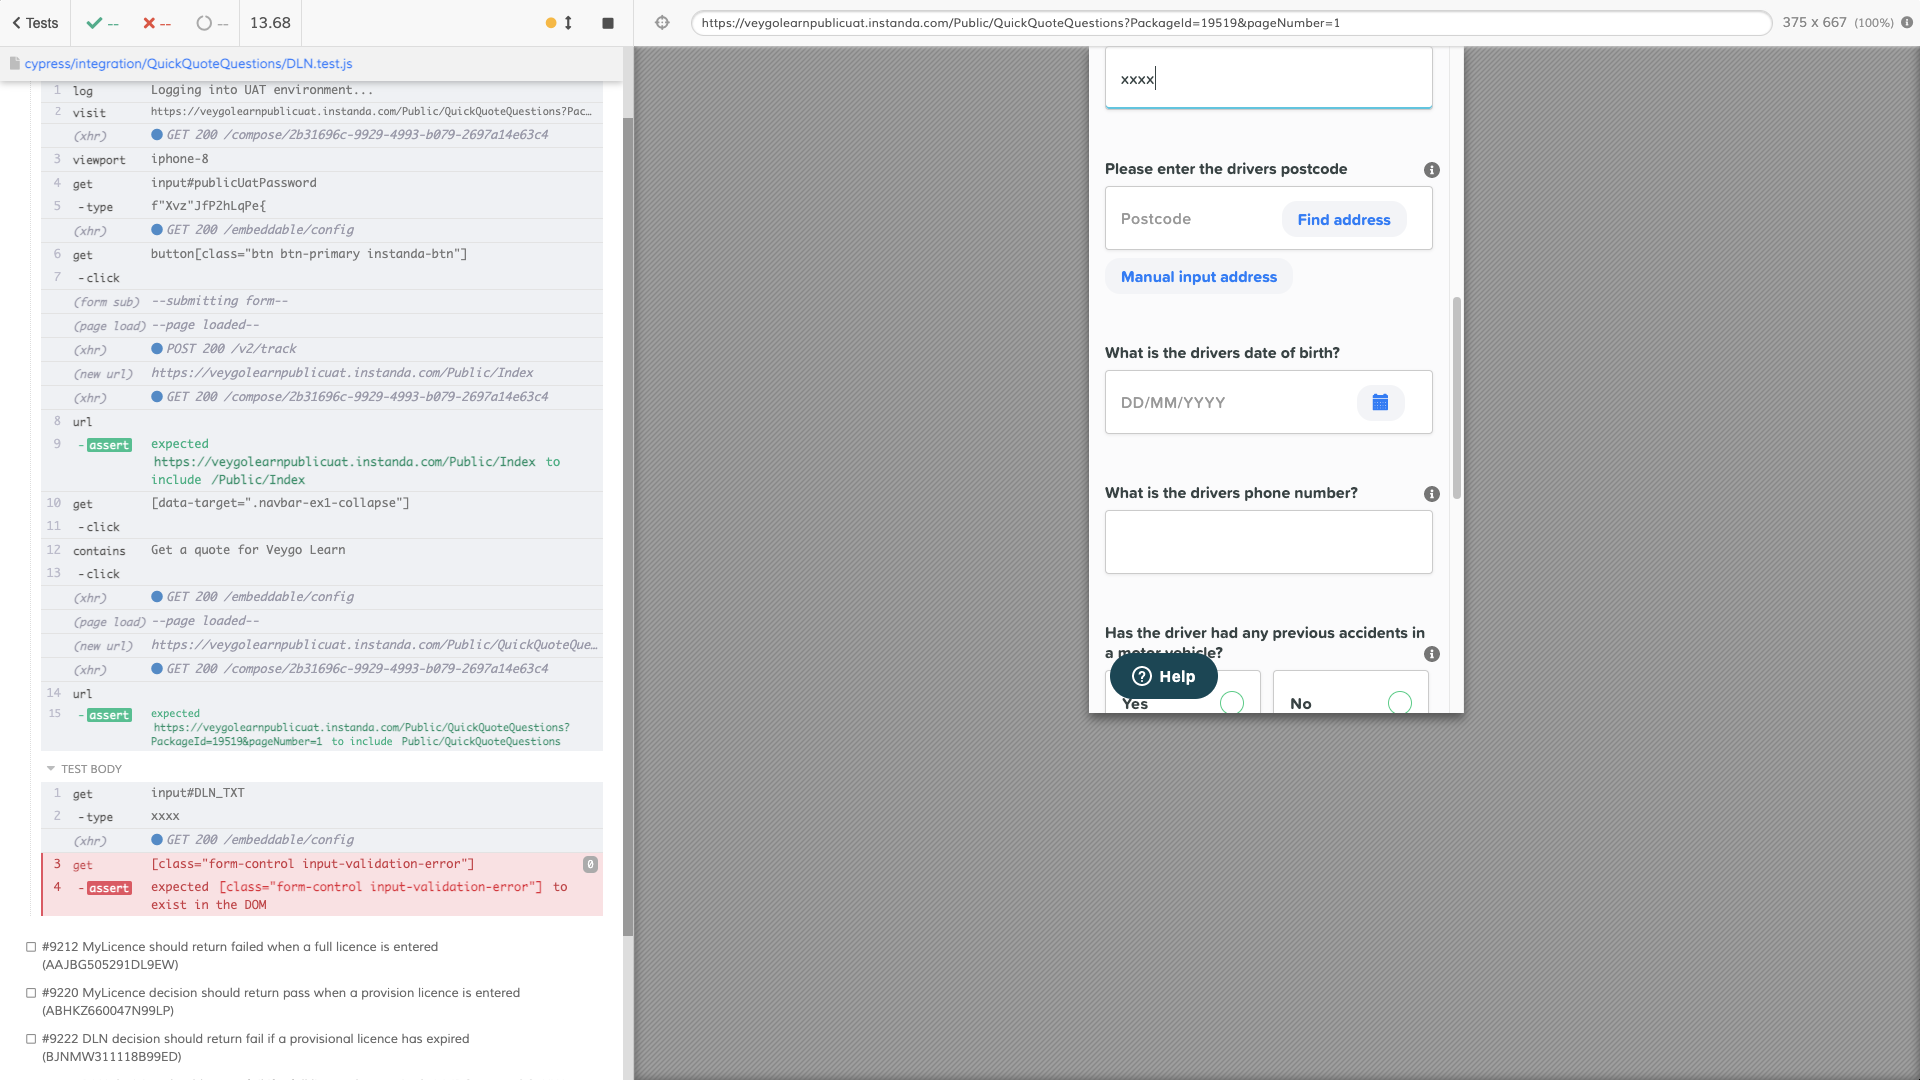 Tests
--
--
--
13.68
https://veygolearnpublicuat.instanda.com/Public/QuickQuoteQuestions?PackageId=19519&pageNumber=1
375 x 667 (100%)
cypress/integration/QuickQuoteQuestions/DLN.test.js
1 log Logging into UAT environment...
2 visit https://veygolearnpublicuat.instanda.com/Public/QuickQuoteQuestions?Pac…
(xhr) GET 200 /compose/2b31696c-9929-4993-b079-2697a14e63c4
3 viewport iphone-8
4 get input#publicUatPassword
5 -type f"Xvz"JfP2hLqPe{
(xhr) GET 200 /embeddable/config
6 get button[class="btn btn-primary instanda-btn"]
7 -click
(form sub) --submitting form--
(page load) --page loaded--
(xhr) POST 200 /v2/track
(new url) https://veygolearnpublicuat.instanda.com/Public/Index
(xhr) GET 200 /compose/2b31696c-9929-4993-b079-2697a14e63c4
8 url
9 -assert expected
https://veygolearnpublicuat.instanda.com/Public/Index to
include /Public/Index
10 get [data-target=".navbar-ex1-collapse"]
11 -click
12 contains Get a quote for Veygo Learn
13 -click
(xhr) GET 200 /embeddable/config
(page load) --page loaded--
(new url) https://veygolearnpublicuat.instanda.com/Public/QuickQuoteQue…
(xhr) GET 200 /compose/2b31696c-9929-4993-b079-2697a14e63c4
14 url
15 -assert expected
https://veygolearnpublicuat.instanda.com/Public/QuickQuoteQuestions?
PackageId=19519&pageNumber=1 to include Public/QuickQuoteQuestions
TEST BODY
1 get input#DLN_TXT
2 -type xxxx
(xhr) GET 200 /embeddable/config
3 get [class="form-control input-validation-error"] 0
4 -assert expected [class="form-control input-validation-error"] to
exist in the DOM
#9212 MyLicence should return failed when a full licence is entered
(AAJBG505291DL9EW)
#9220 MyLicence decision should return pass when a provision licence is entered
(ABHKZ660047N99LP)
#9222 DLN decision should return fail if a provisional licence has expired
(BJNMW311118B99ED)
xxxx
Please enter the drivers postcode
Postcode
Find address
Manual input address
What is the drivers date of birth?
DD/MM/YYYY
What is the drivers phone number?
Has the driver had any previous accidents in
a motor vehicle?
Help
Yes
No